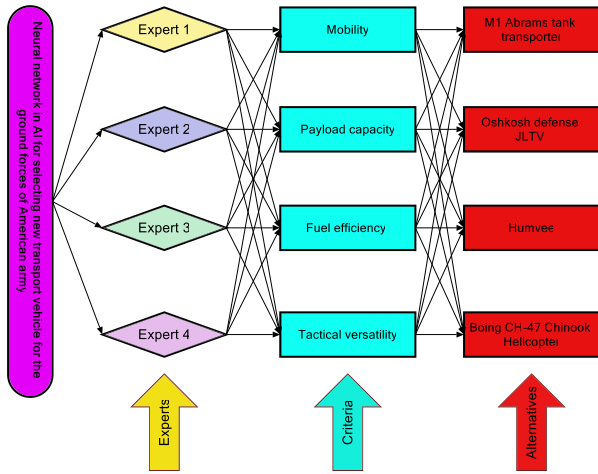 Neural network in AI for selecting new transport vehicle for the
ground forces of American army
Expert 1
Mobility
M1 Abrams tank
transporter
Expert 2
Payload capacity
Oshkosh defense
JLTV
Expert 3
Fuel efficiency
Humvee
Expert 4
Tactical versatility
Boing CH-47 Chinook
Helicopter
Experts
Criteria
Alternatives